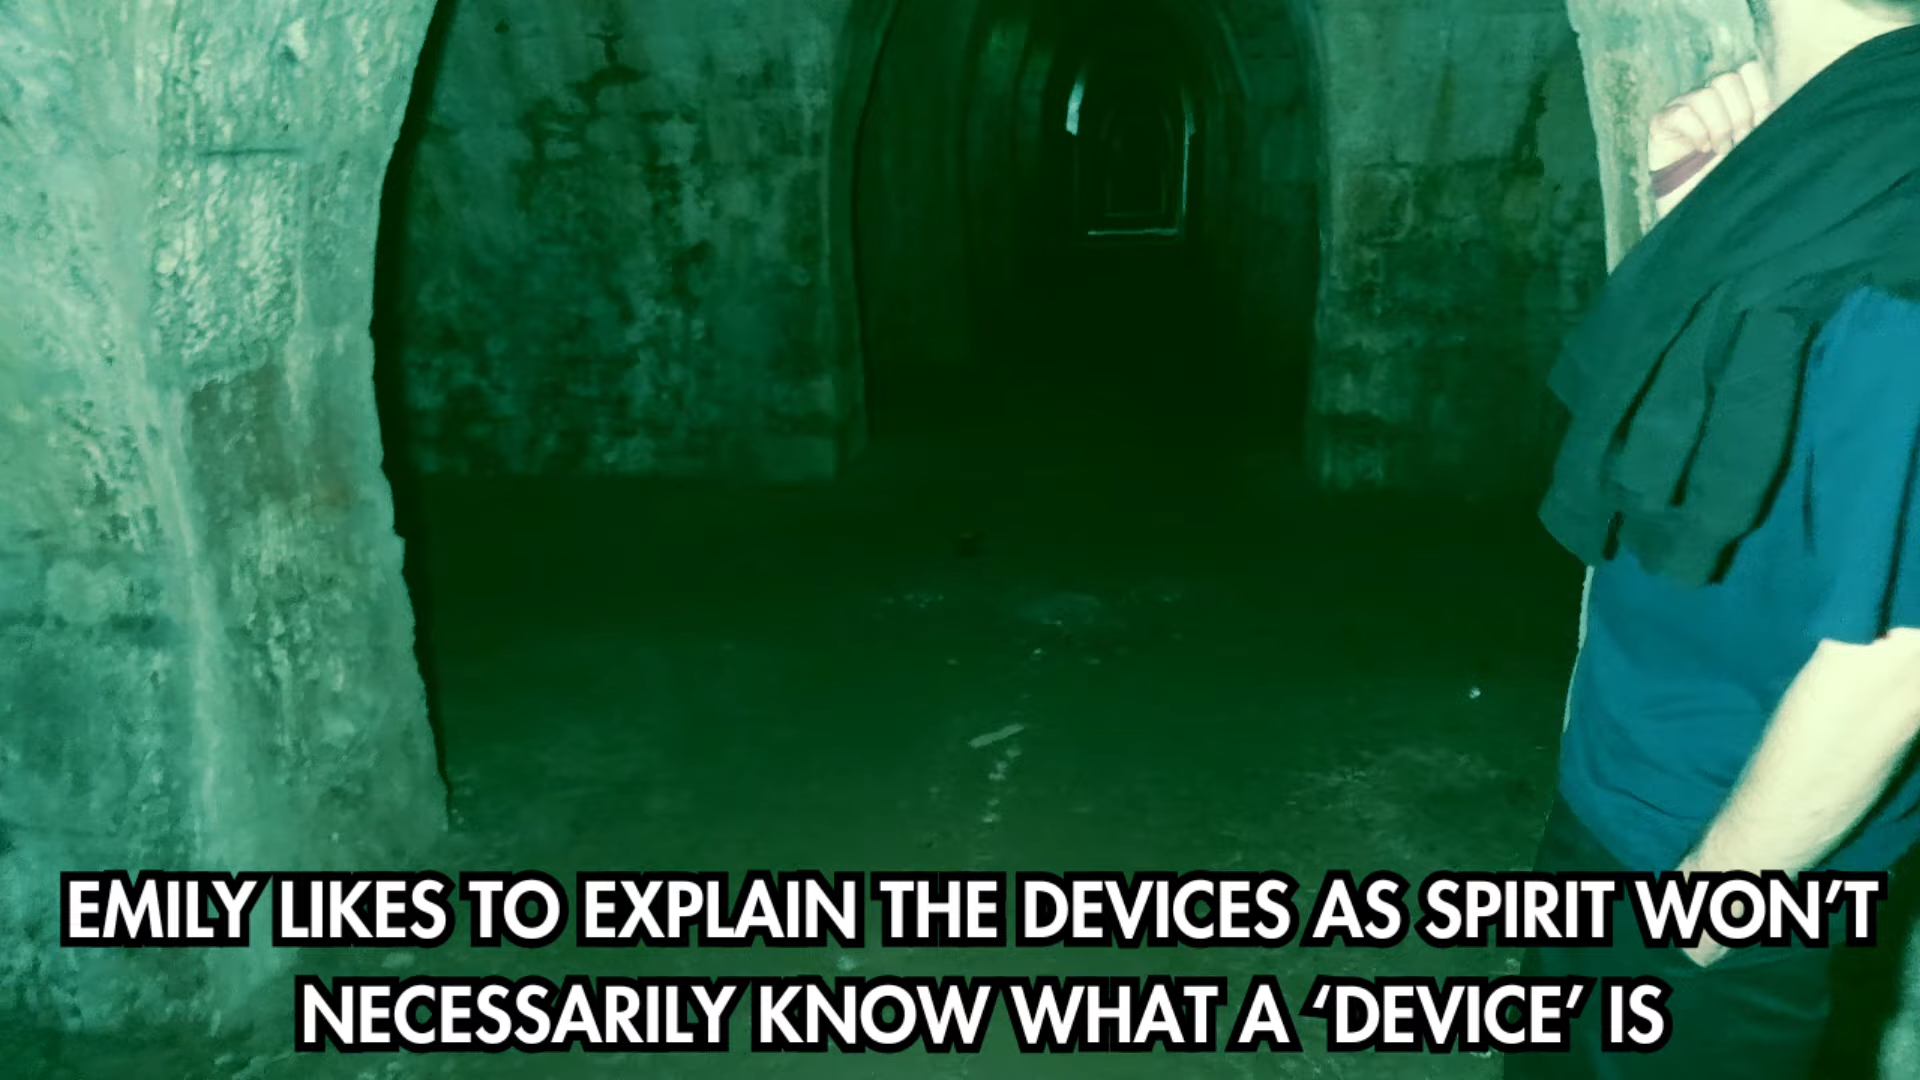 EMILY LIKES TO EXPLAIN THE DEVICES AS SPIRIT WON’T
NECESSARILY KNOW WHAT A ‘DEVICE’ IS